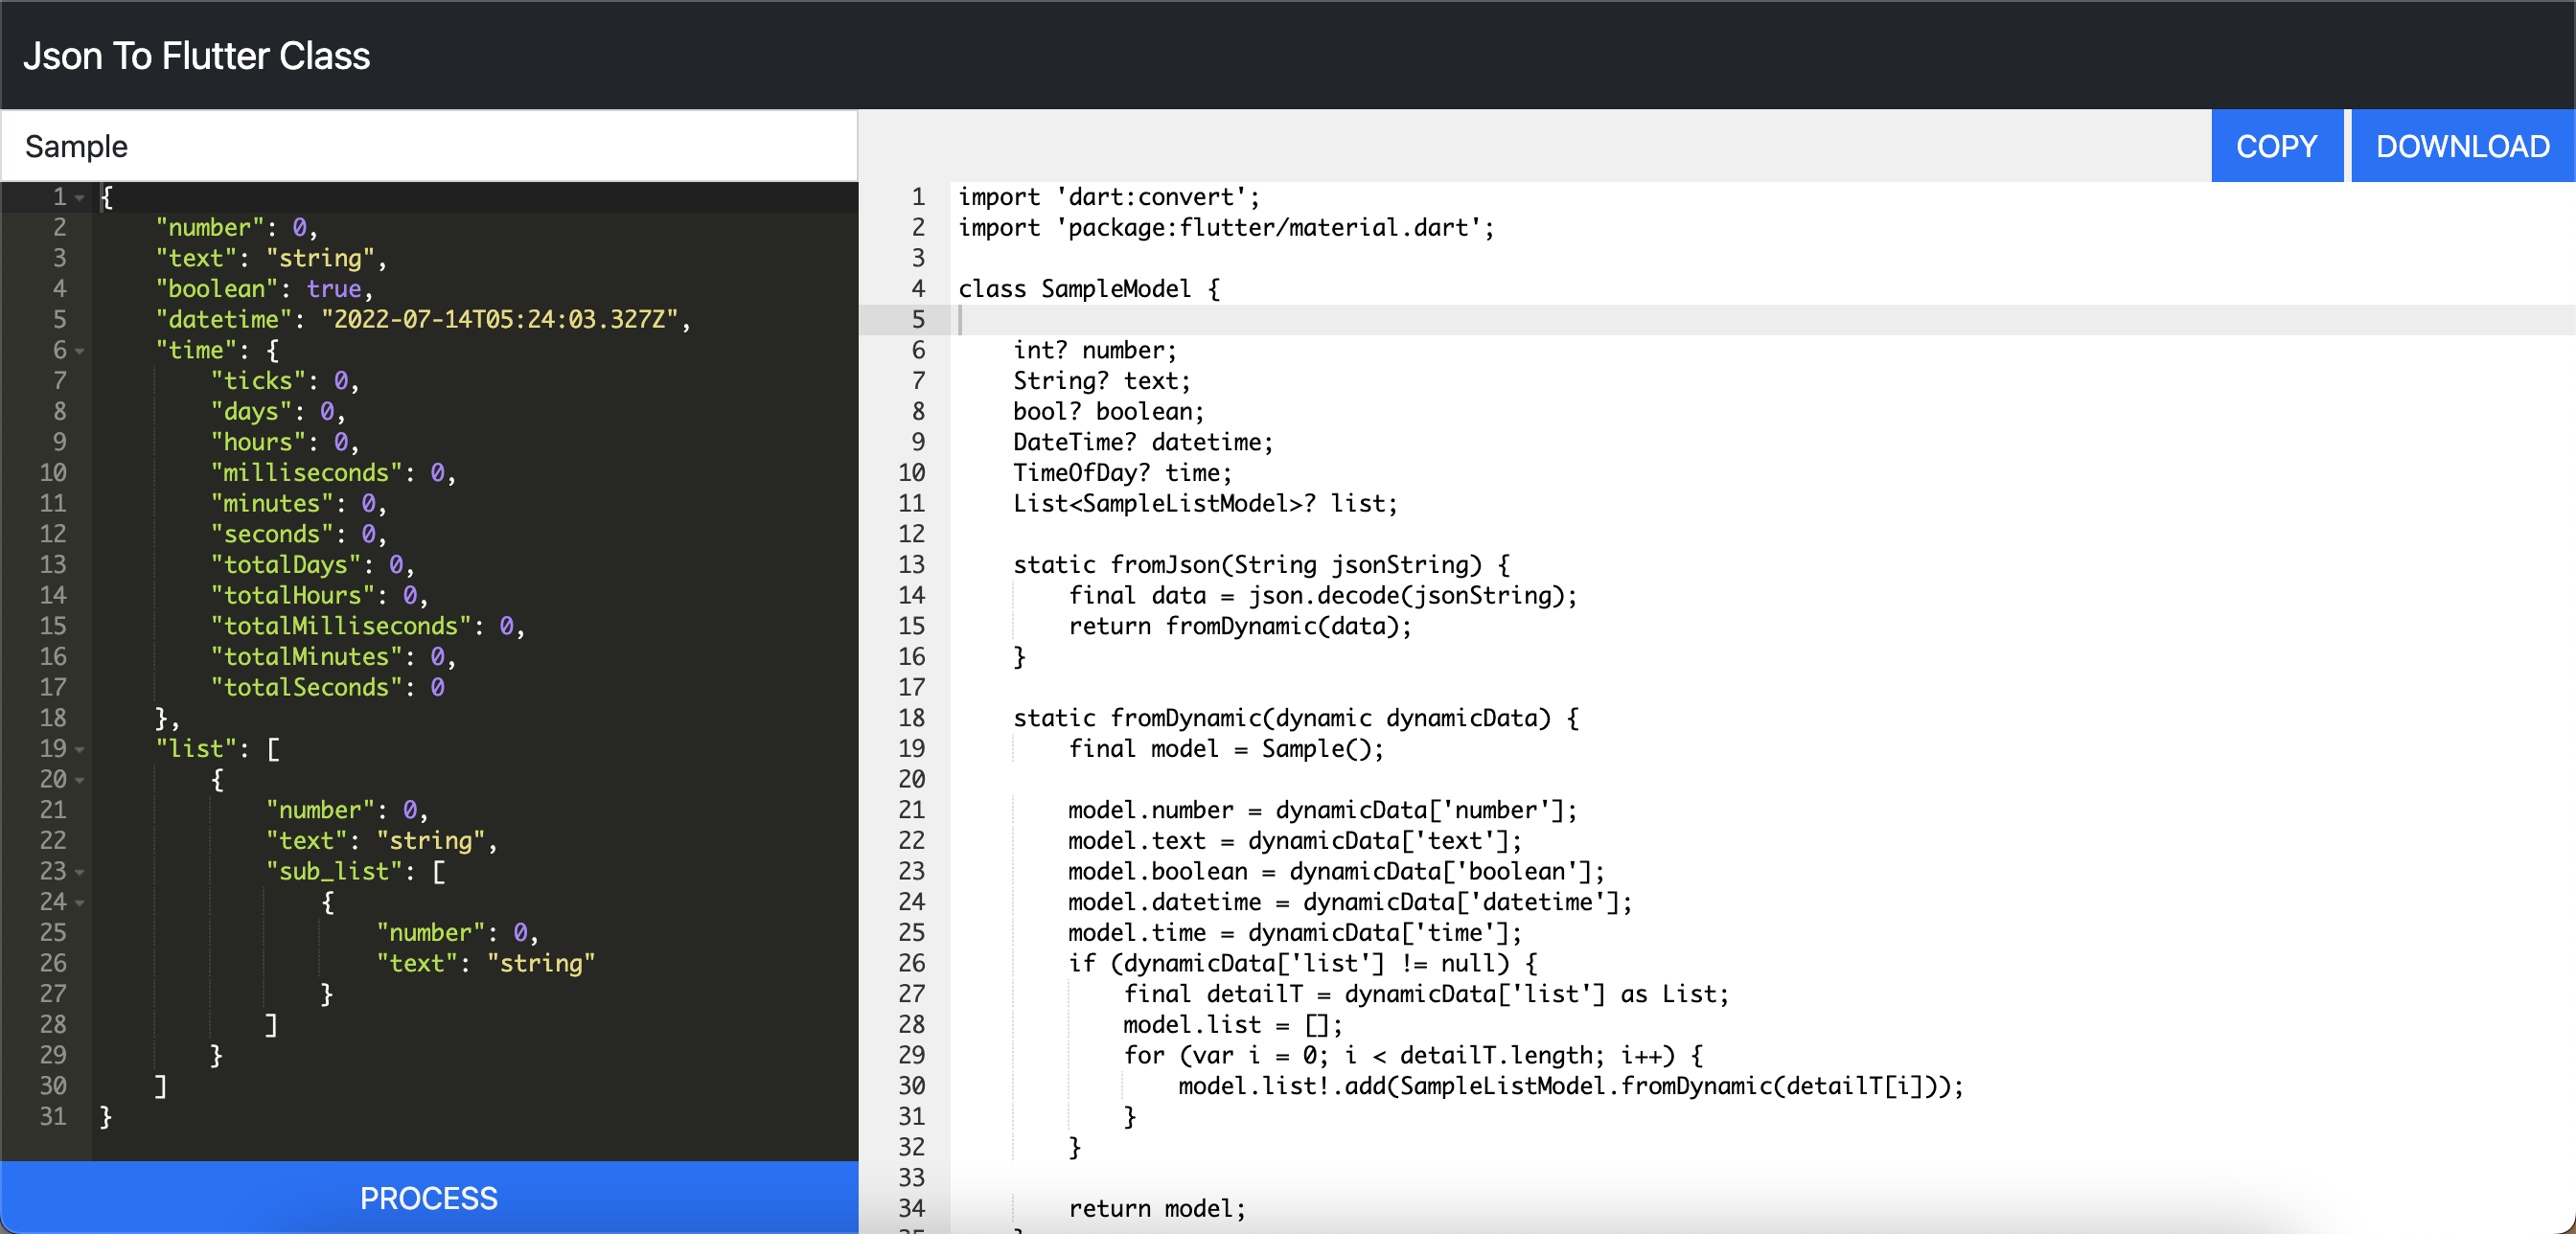 Json To Flutter Class
Sample
1 {
2     "number": 0,
3     "text": "string",
4     "boolean": true,
5     "datetime": "2022-07-14T05:24:03.327Z",
6     "time": {
7         "ticks": 0,
8         "days": 0,
9         "hours": 0,
10         "milliseconds": 0,
11         "minutes": 0,
12         "seconds": 0,
13         "totalDays": 0,
14         "totalHours": 0,
15         "totalMilliseconds": 0,
16         "totalMinutes": 0,
17         "totalSeconds": 0
18     },
19     "list": [
20         {
21             "number": 0,
22             "text": "string",
23             "sub_list": [
24                 {
25                     "number": 0,
26                     "text": "string"
27                 }
28             ]
29         }
30     ]
31 }
PROCESS
COPY DOWNLOAD
1 import 'dart:convert';
2 import 'package:flutter/material.dart';
3
4 class SampleModel {
5
6     int? number;
7     String? text;
8     bool? boolean;
9     DateTime? datetime;
10     TimeOfDay? time;
11     List<SampleListModel>? list;
12
13     static fromJson(String jsonString) {
14         final data = json.decode(jsonString);
15         return fromDynamic(data);
16     }
17
18     static fromDynamic(dynamic dynamicData) {
19         final model = Sample();
20
21         model.number = dynamicData['number'];
22         model.text = dynamicData['text'];
23         model.boolean = dynamicData['boolean'];
24         model.datetime = dynamicData['datetime'];
25         model.time = dynamicData['time'];
26         if (dynamicData['list'] != null) {
27             final detailT = dynamicData['list'] as List;
28             model.list = [];
29             for (var i = 0; i < detailT.length; i++) {
30                 model.list!.add(SampleListModel.fromDynamic(detailT[i]));
31             }
32         }
33
34         return model;